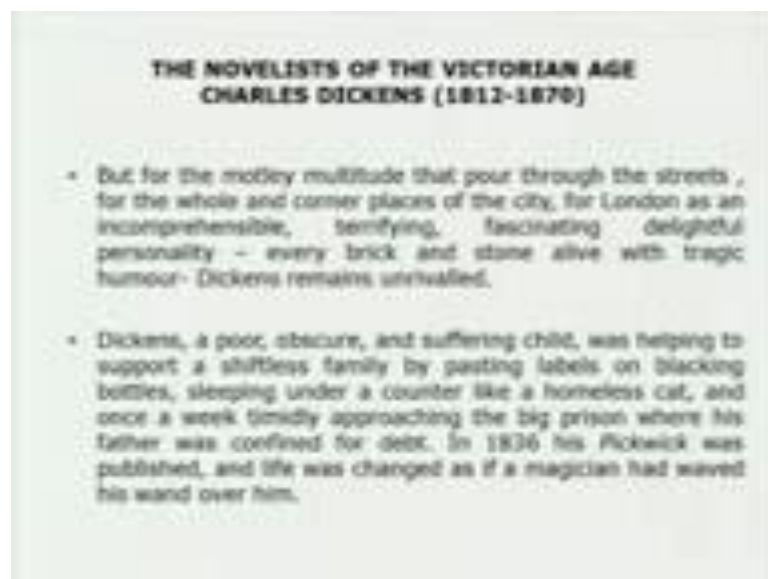 THE NOVELISTS OF THE VICTORIAN AGE
CHARLES DICKENS (1812-1870)
• But for the motley multitude that pour through the streets ,
for the whole and corner places of the city, for London as an
incomprehensible, terrifying, fascinating delightful
personality – every brick and stone alive with tragic
humour- Dickens remains unrivalled.
• Dickens, a poor, obscure, and suffering child, was helping to
support a shiftless family by pasting labels on blacking
bottles, sleeping under a counter like a homeless cat, and
once a week timidly approaching the big prison where his
father was confined for debt. In 1836 his Pickwick was
published, and life was changed as if a magician had waved
his wand over him.